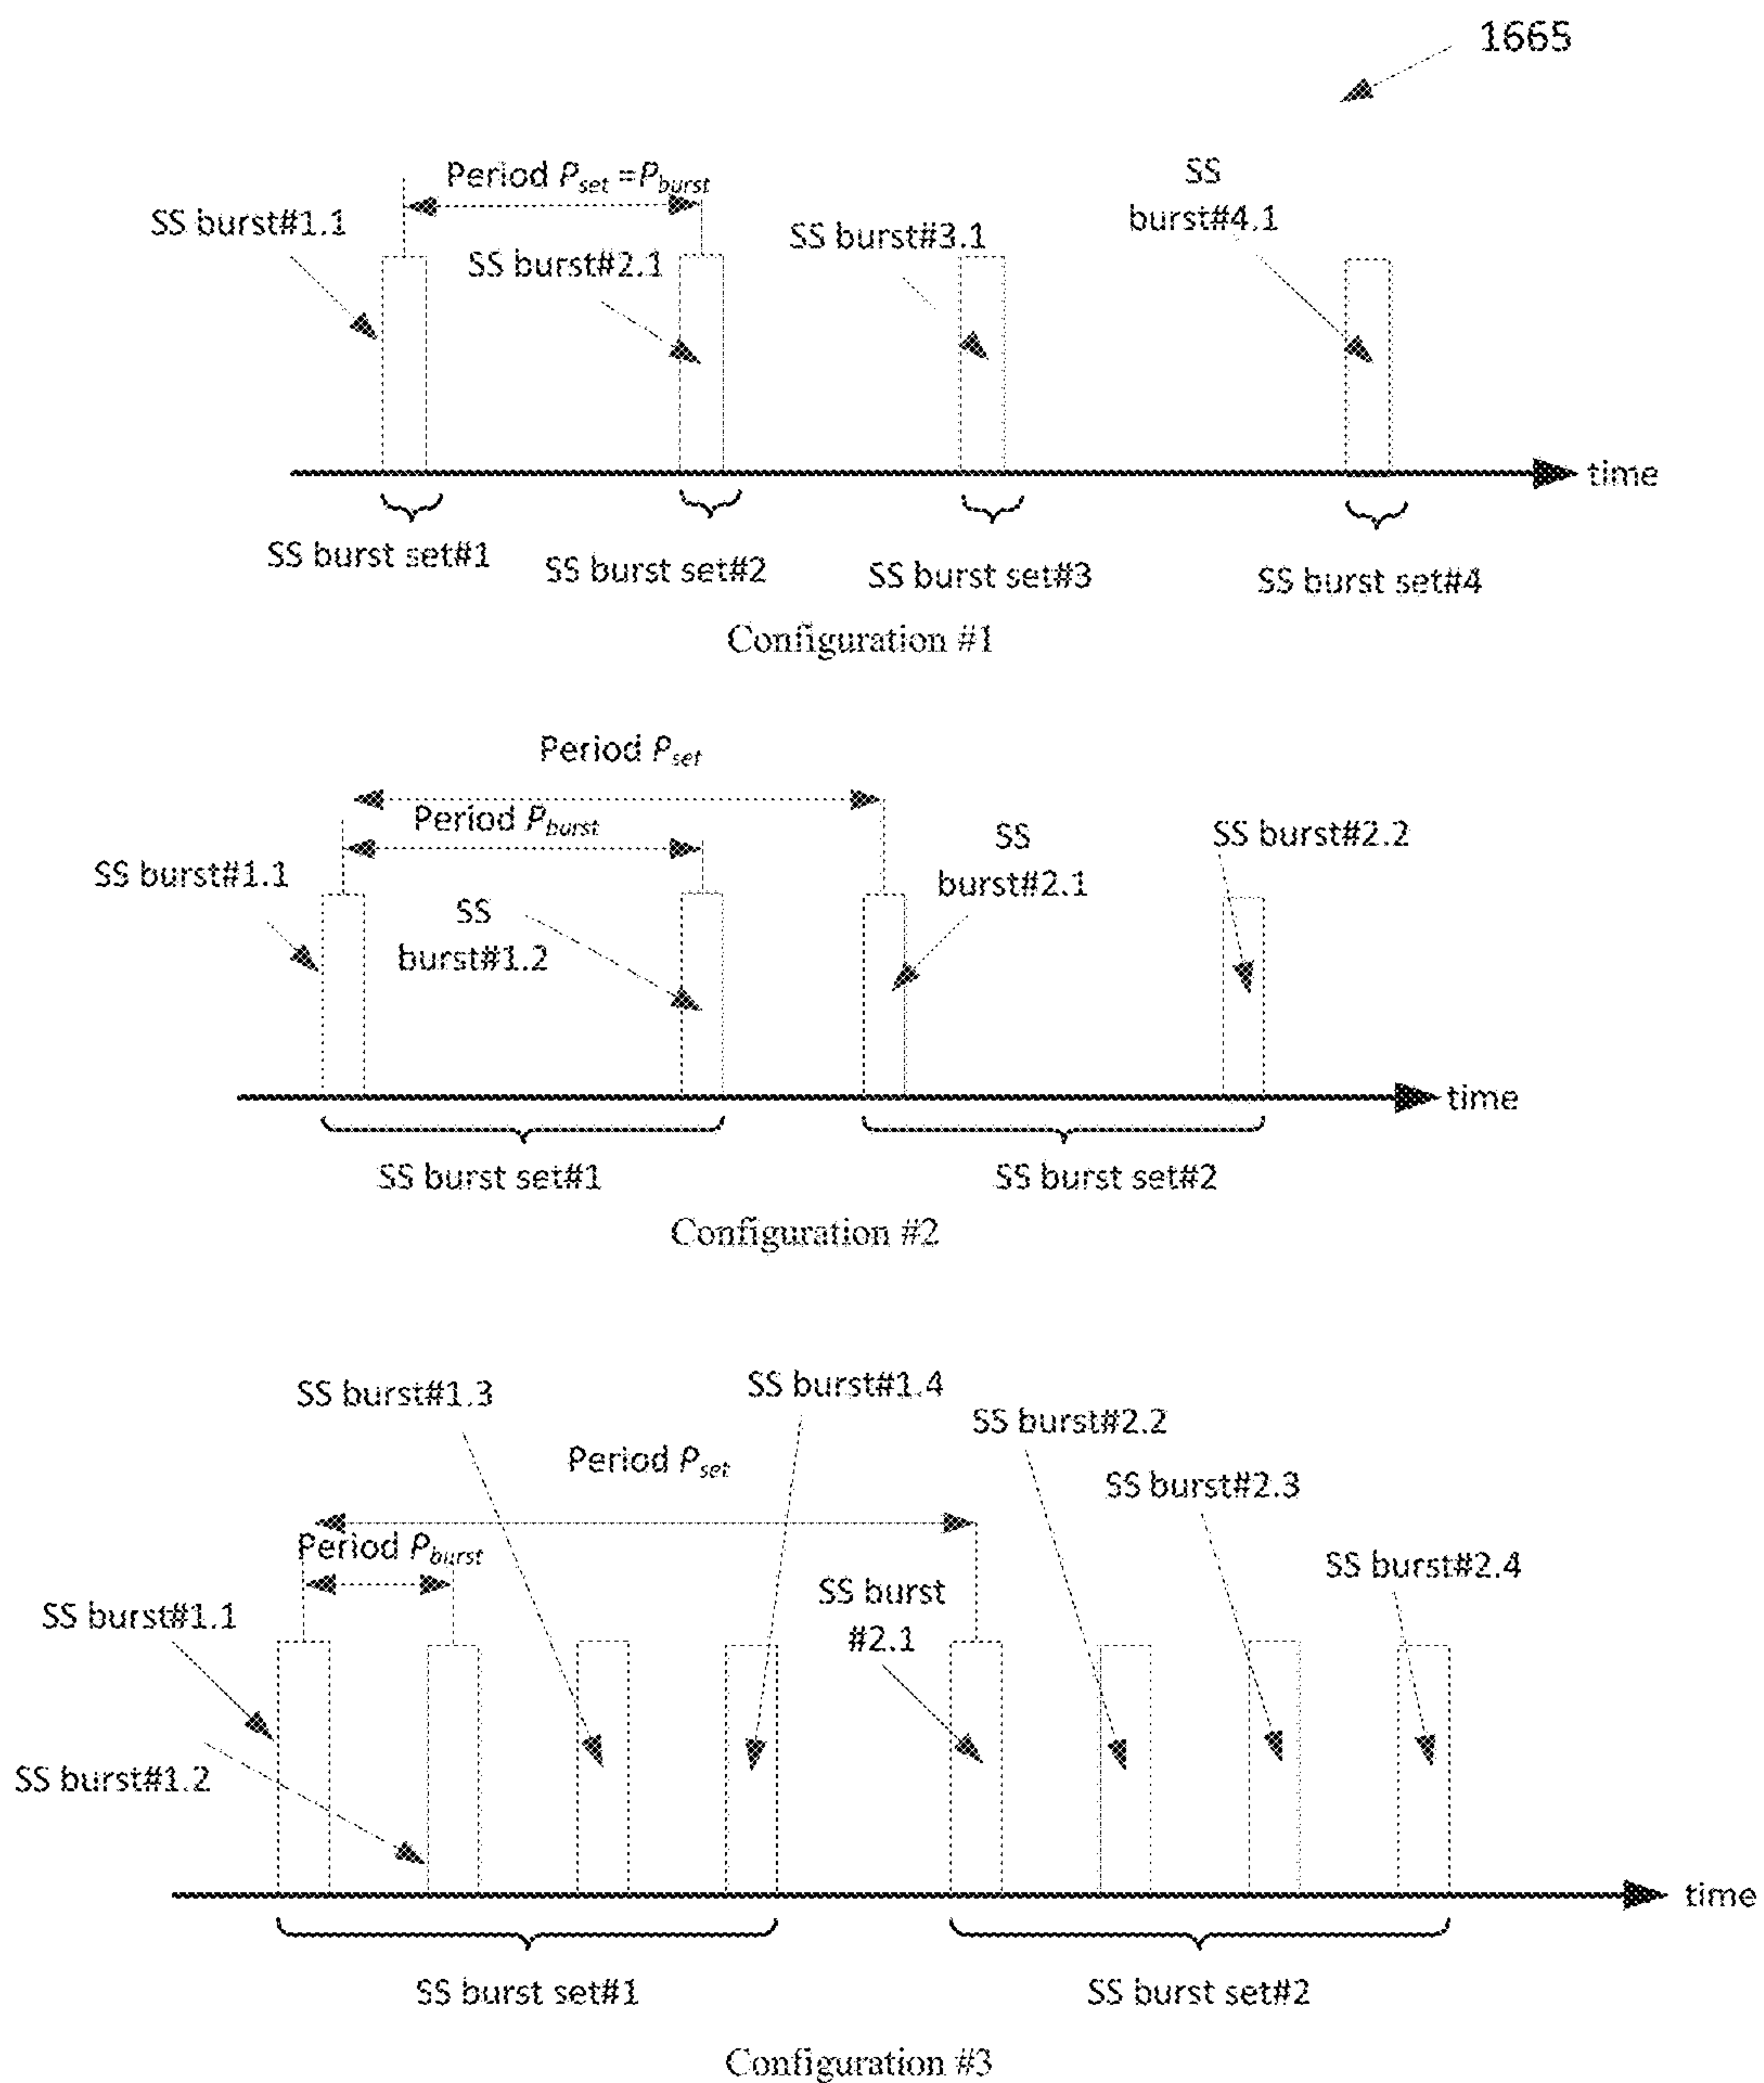 1665
Period Pset =Pburst
SS burst#1.1
SS burst#2.1
SS burst#3.1
SS
burst#4.1
time
SS burst set#1
SS burst set#2
SS burst set#3
SS burst set#4
Configuration #1
Period Pset
Period Pburst
SS burst#1.1
SS
burst#1.2
SS
burst#2.1
SS burst#2.2
time
SS burst set#1
SS burst set#2
Configuration #2
SS burst#1.3
SS burst#1.4
SS burst#2.2
Period Pset
SS burst#2.3
Period Pburst
SS burst#2.4
SS burst#1.1
SS burst
#2.1
SS burst#1.2
time
SS burst set#1
SS burst set#2
Configuration #3